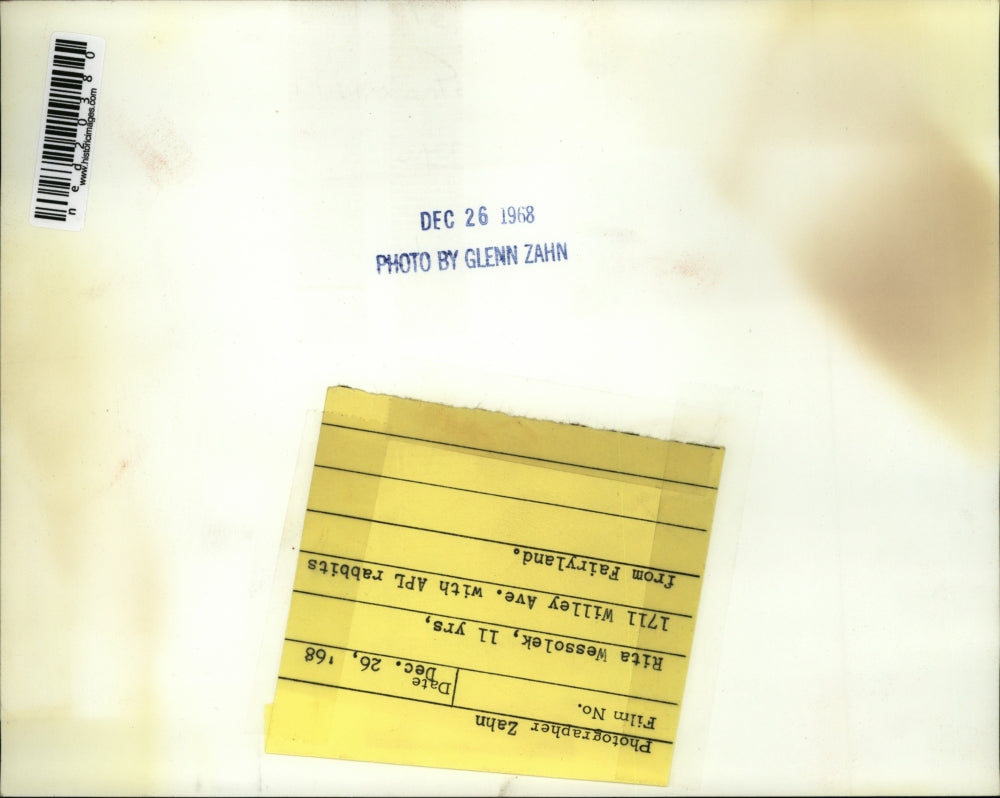 ned20380
www.historicimages.com
DEC 26 1968
PHOTO BY GLENN ZAHN
Photographer Zahn
Film No.
Date
Dec. 26, '68
Rita Wessolek, 11 yrs,
1711 Willey Ave. with APL rabbits
from Fairyland.